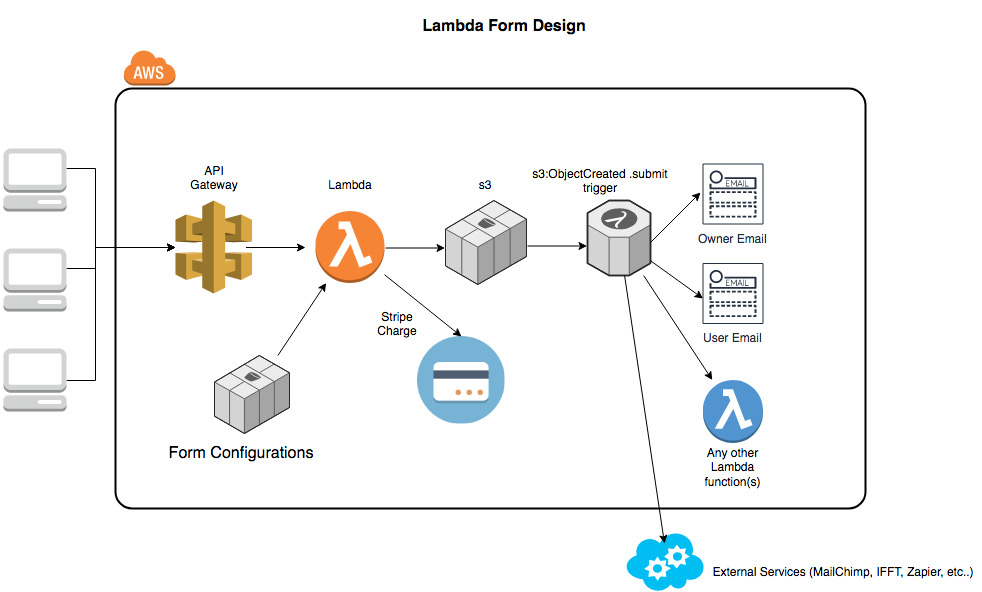 Lambda Form Design
AWS
API
Gateway
Lambda
s3
s3:ObjectCreated .submit
trigger
EMAIL
Owner Email
EMAIL
User Email
Stripe
Charge
Form Configurations
Any other
Lambda
function(s)
External Services (MailChimp, IFFT, Zapier, etc..)